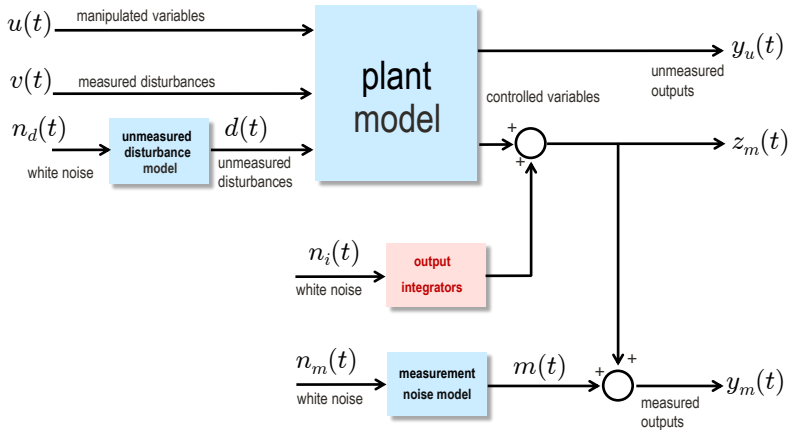 u(t)
manipulated variables
v(t)
measured disturbances
n_d(t)
white noise
unmeasured
disturbance
model
d(t)
unmeasured
disturbances
plant
model
y_u(t)
unmeasured
outputs
controlled variables
+
+
z_m(t)
n_i(t)
white noise
output
integrators
n_m(t)
white noise
measurement
noise model
m(t)
+
+
y_m(t)
measured
outputs